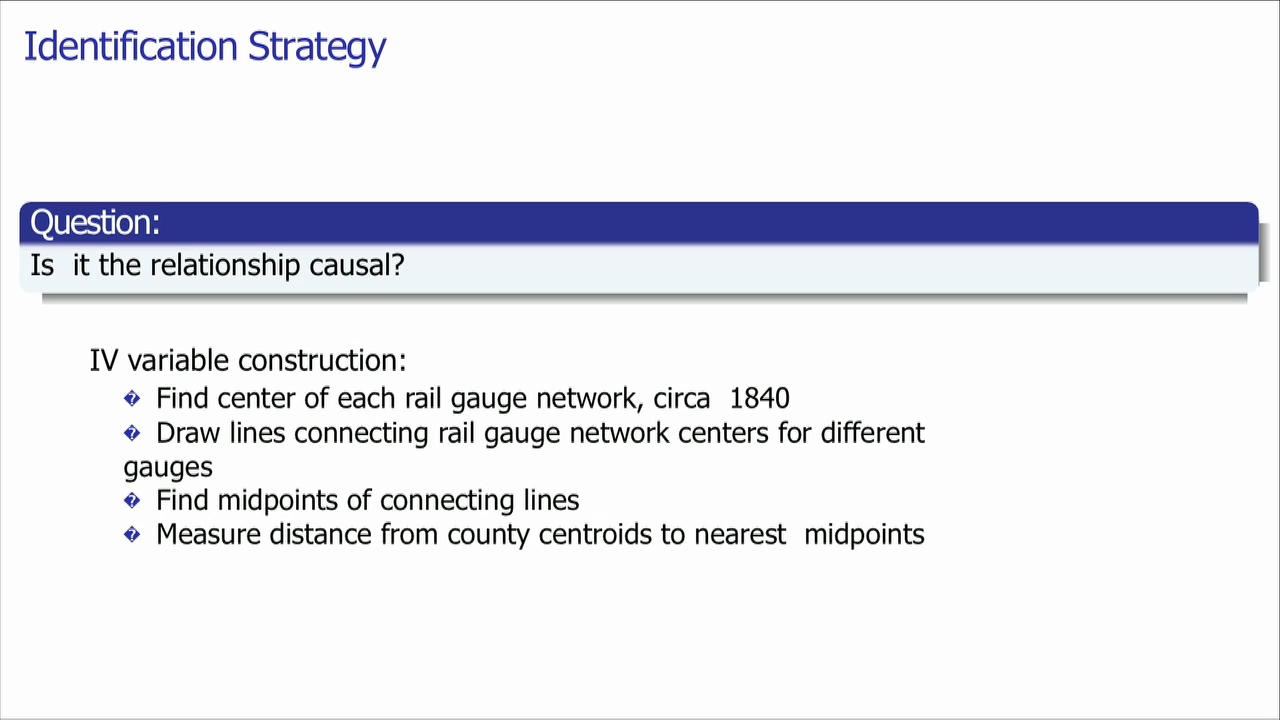 Identification Strategy
Question:
Is it the relationship causal?
IV variable construction:
� Find center of each rail gauge network, circa 1840
� Draw lines connecting rail gauge network centers for different
gauges
� Find midpoints of connecting lines
� Measure distance from county centroids to nearest midpoints